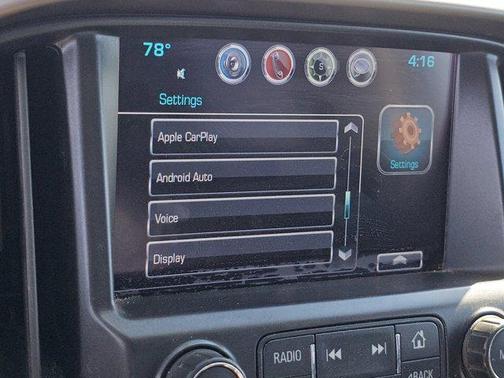 78°
4:16
S
Settings
Apple CarPlay
Android Auto
Settings
Voice
Display
RADIO
BACK